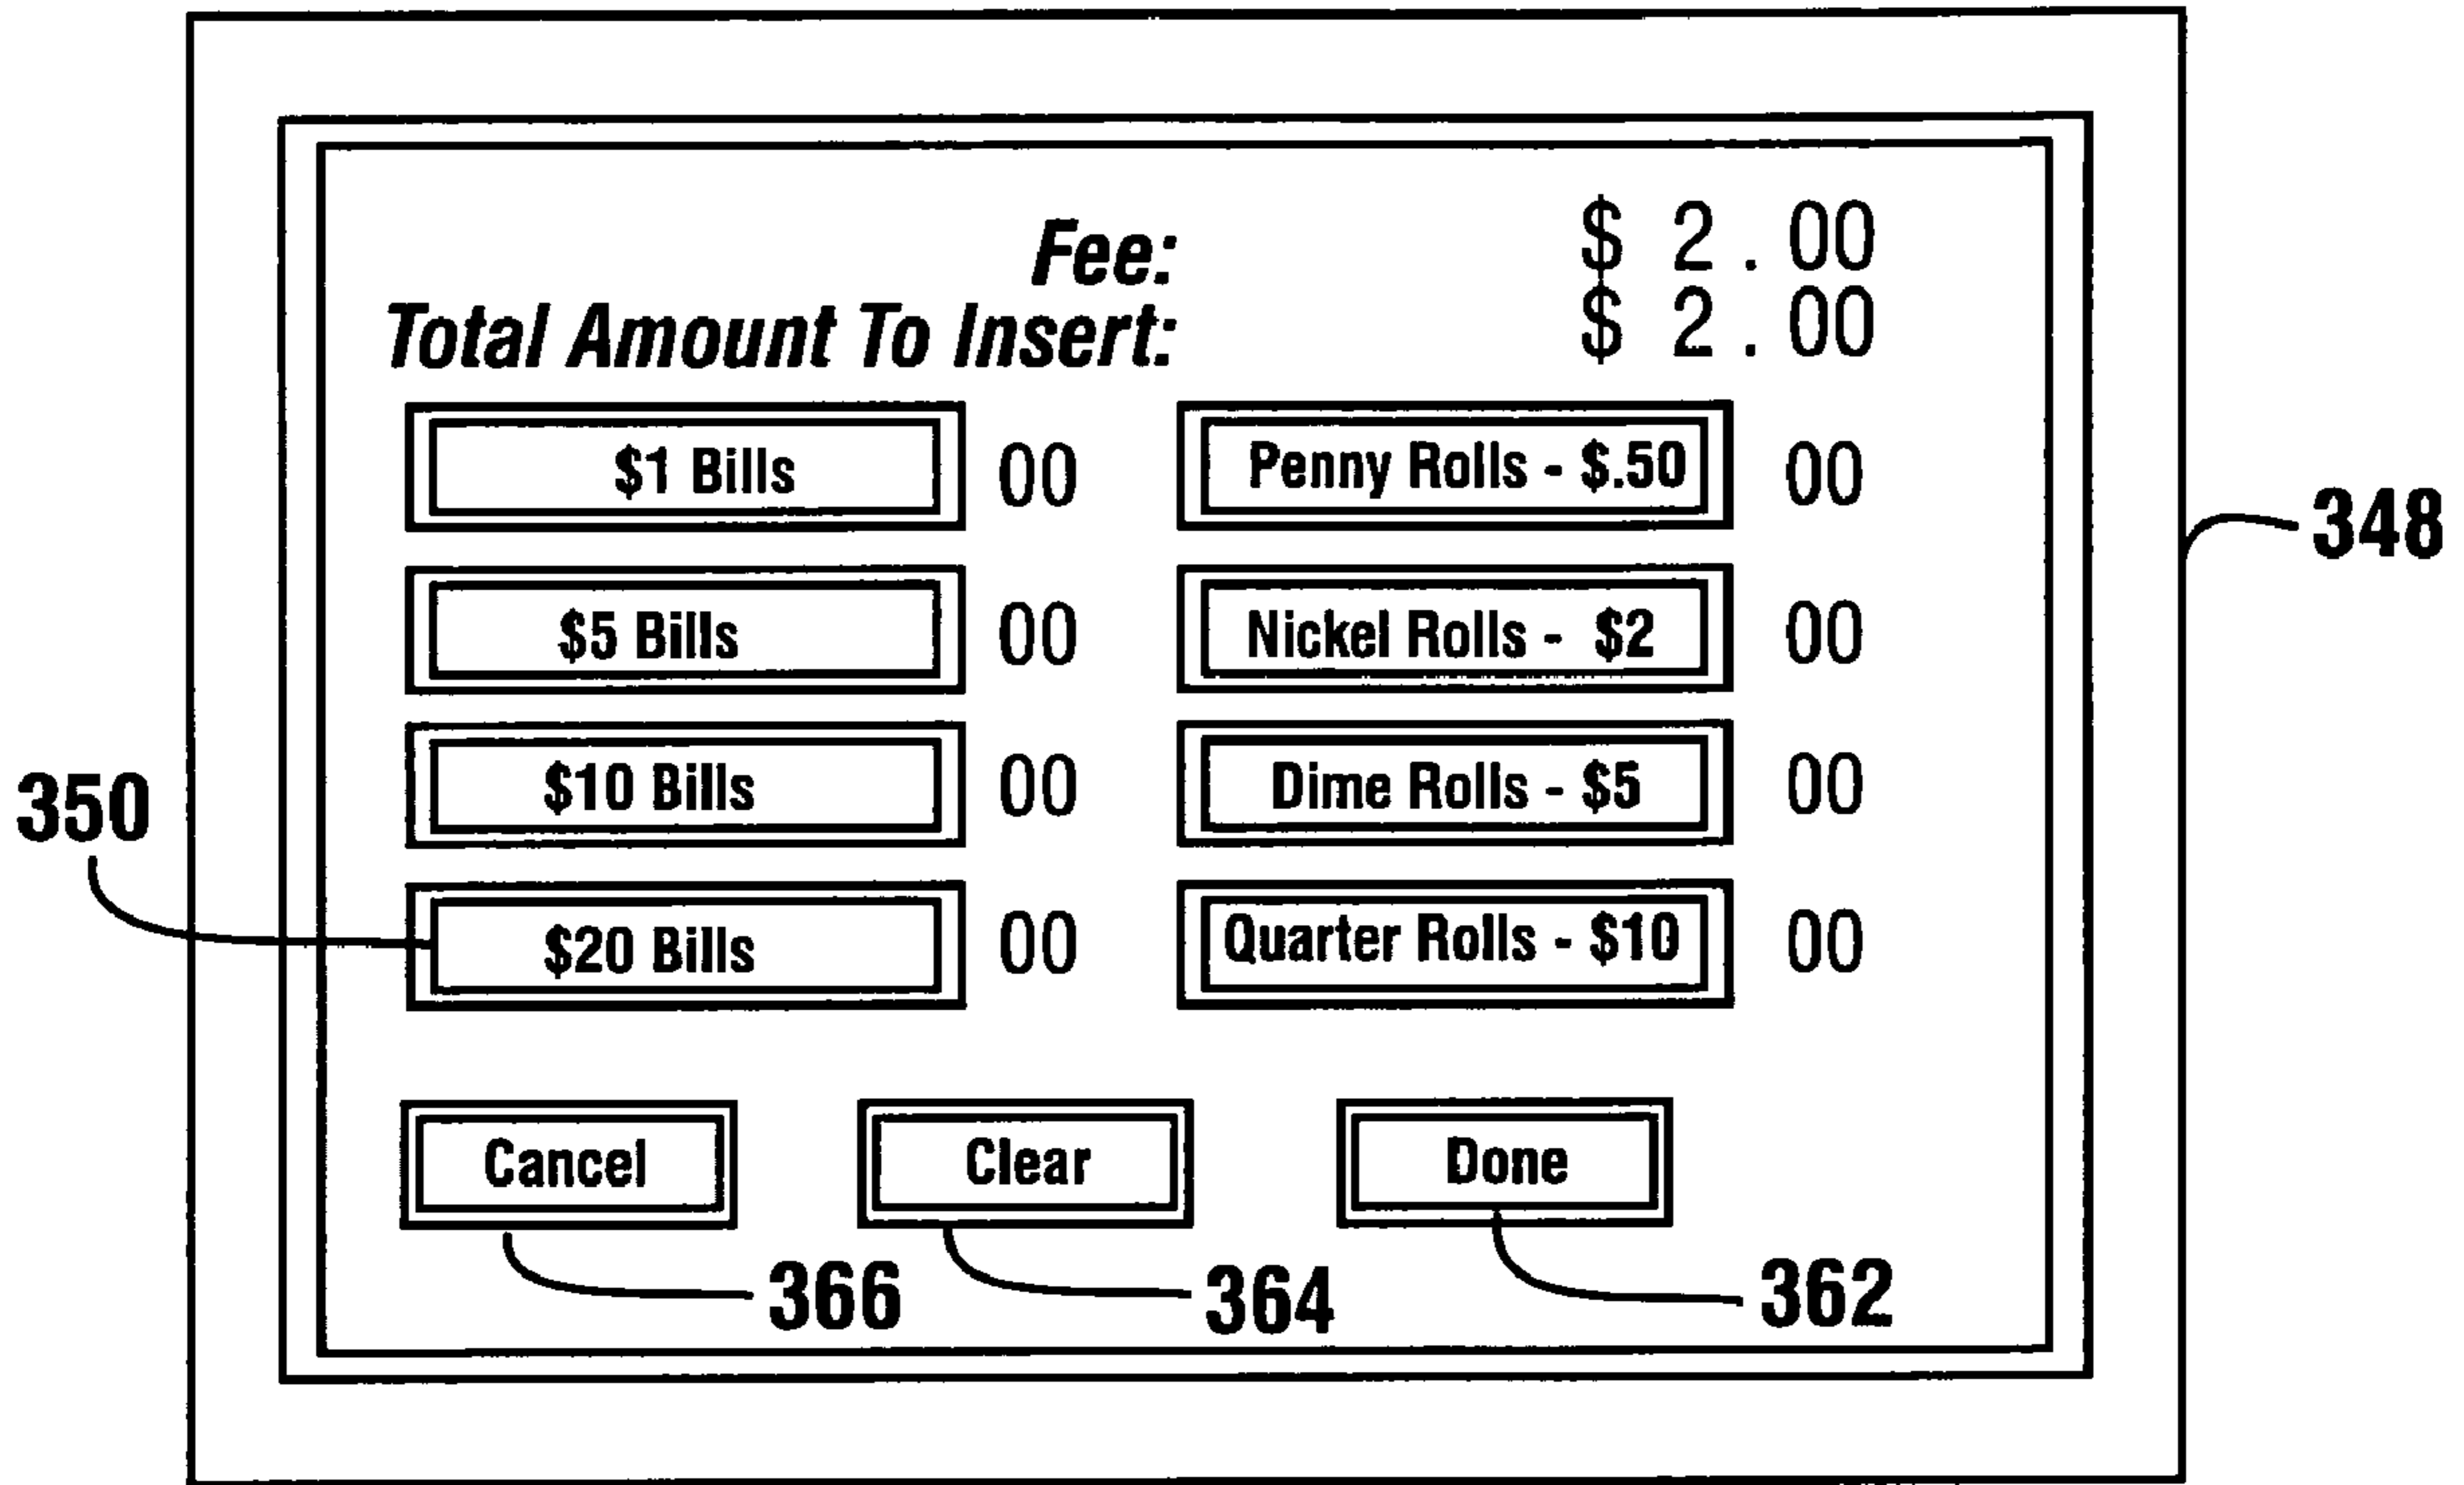 Fee: $ 2.00
Total Amount To Insert: $ 2.00
$1 Bills 00 Penny Rolls - $.50 00
348
$5 Bills 00 Nickel Rolls - $2 00
$10 Bills 00 Dime Rolls - $5 00
350
$20 Bills 00 Quarter Rolls - $10 00
Cancel Clear Done
366 364 362